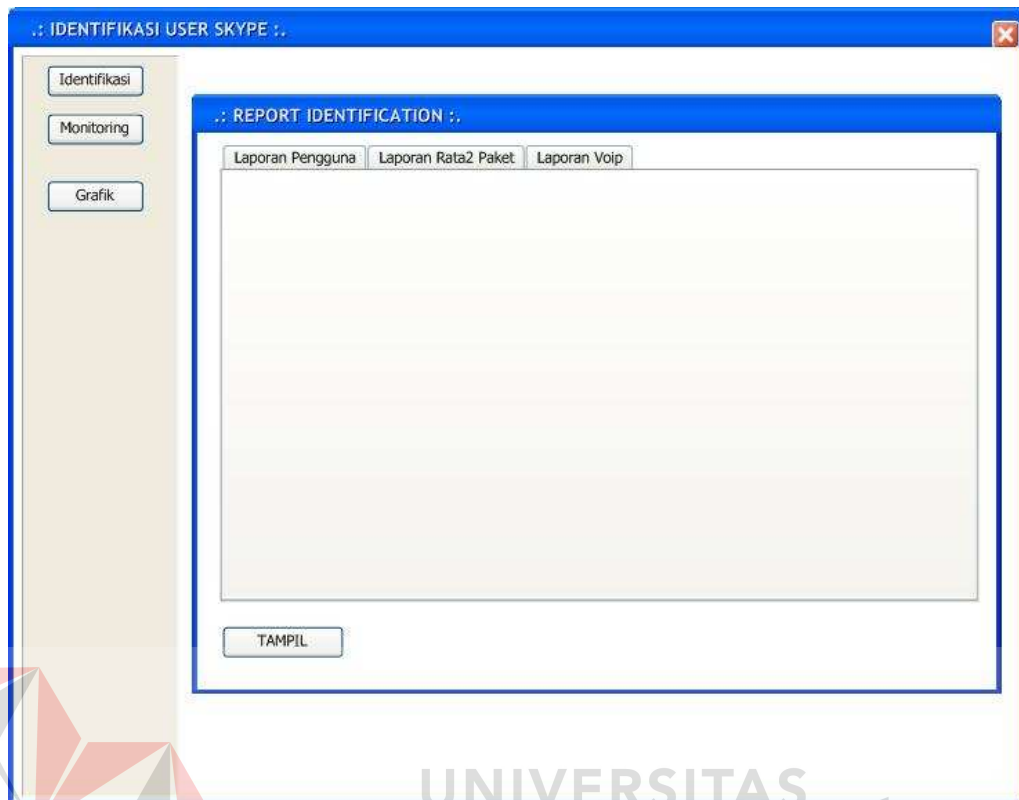 .: IDENTIFIKASI USER SKYPE :.
Identifikasi
Monitoring
Grafik
.: REPORT IDENTIFICATION :.
Laporan Pengguna Laporan Rata2 Paket Laporan Voip
TAMPIL
UNIVERSITAS